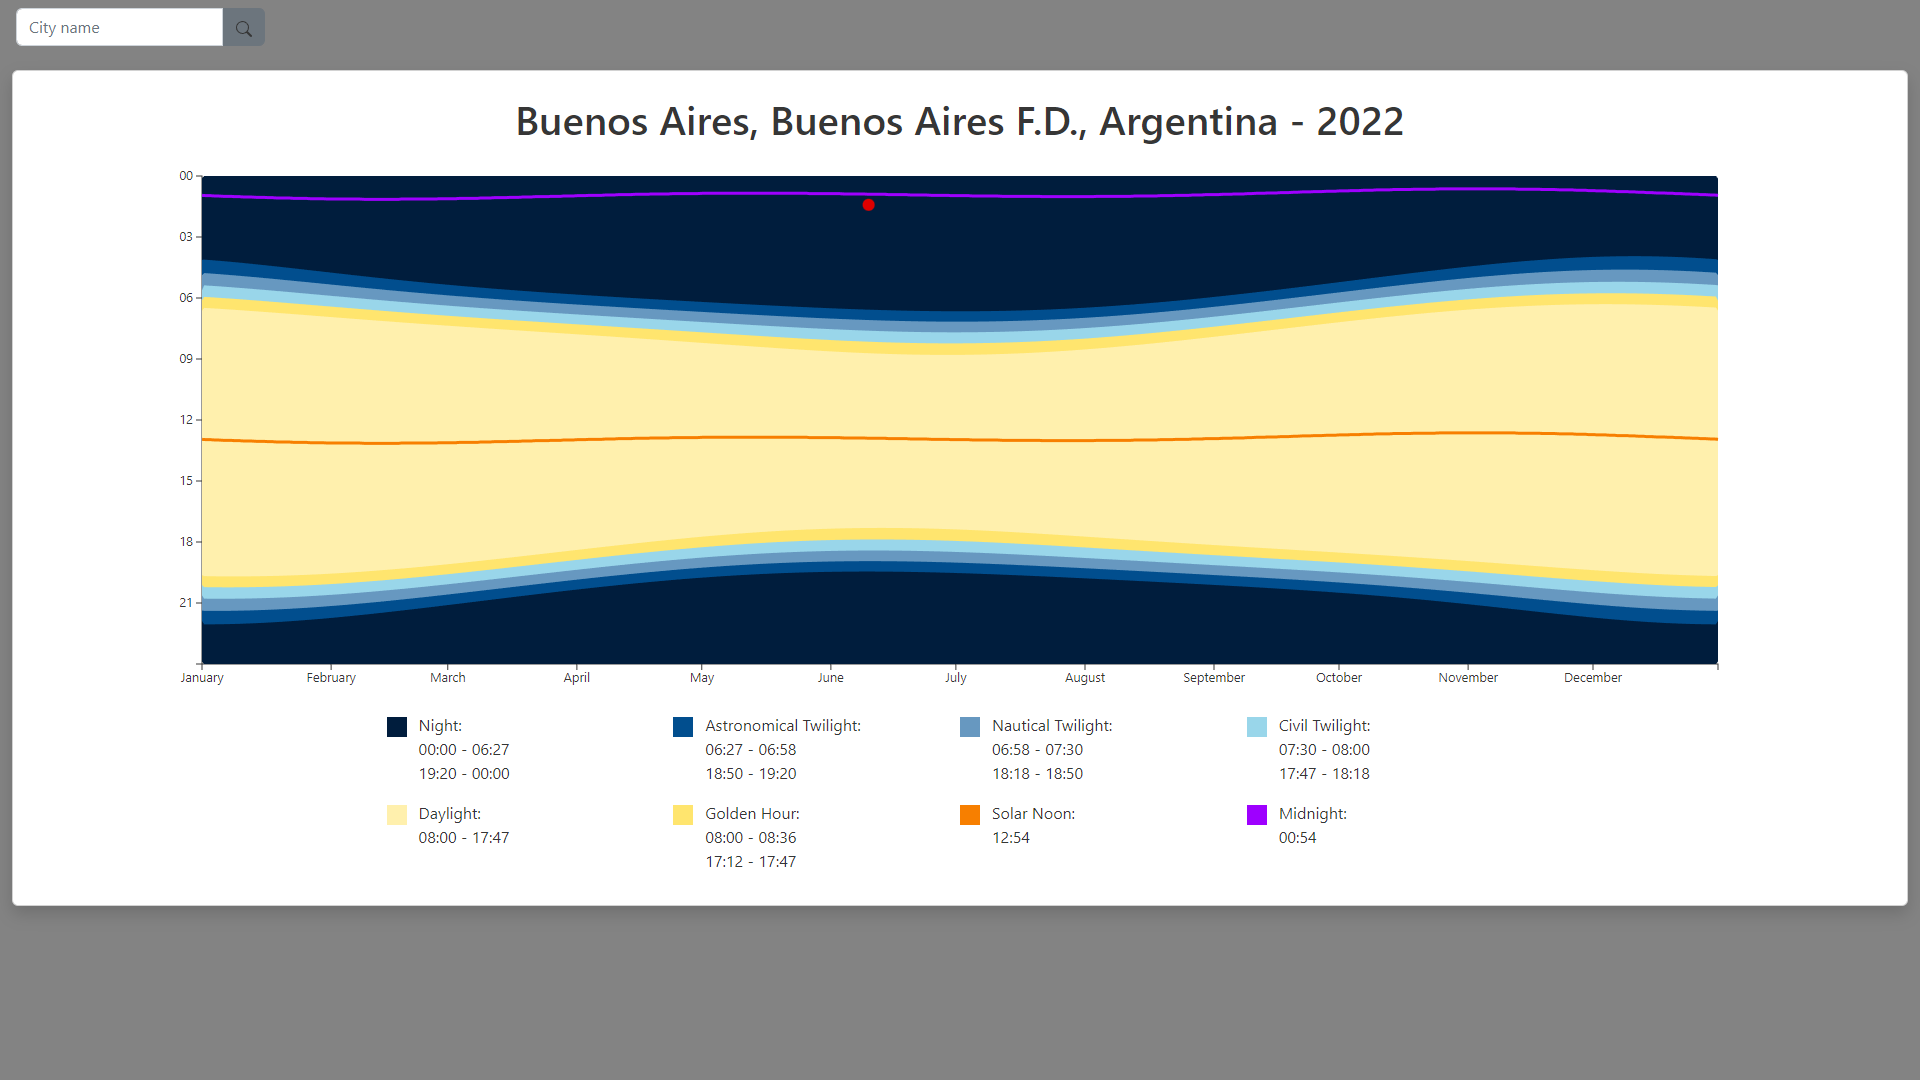 City name
Buenos Aires, Buenos Aires F.D., Argentina - 2022
00
03
06
09
12
15
18
21
January February March April May June July August September October November December
Night: Astronomical Twilight: Nautical Twilight: Civil Twilight:
00:00 - 06:27 06:27 - 06:58 06:58 - 07:30 07:30 - 08:00
19:20 - 00:00 18:50 - 19:20 18:18 - 18:50 17:47 - 18:18
Daylight: Golden Hour: Solar Noon: Midnight:
08:00 - 17:47 08:00 - 08:36 12:54 00:54
17:12 - 17:47